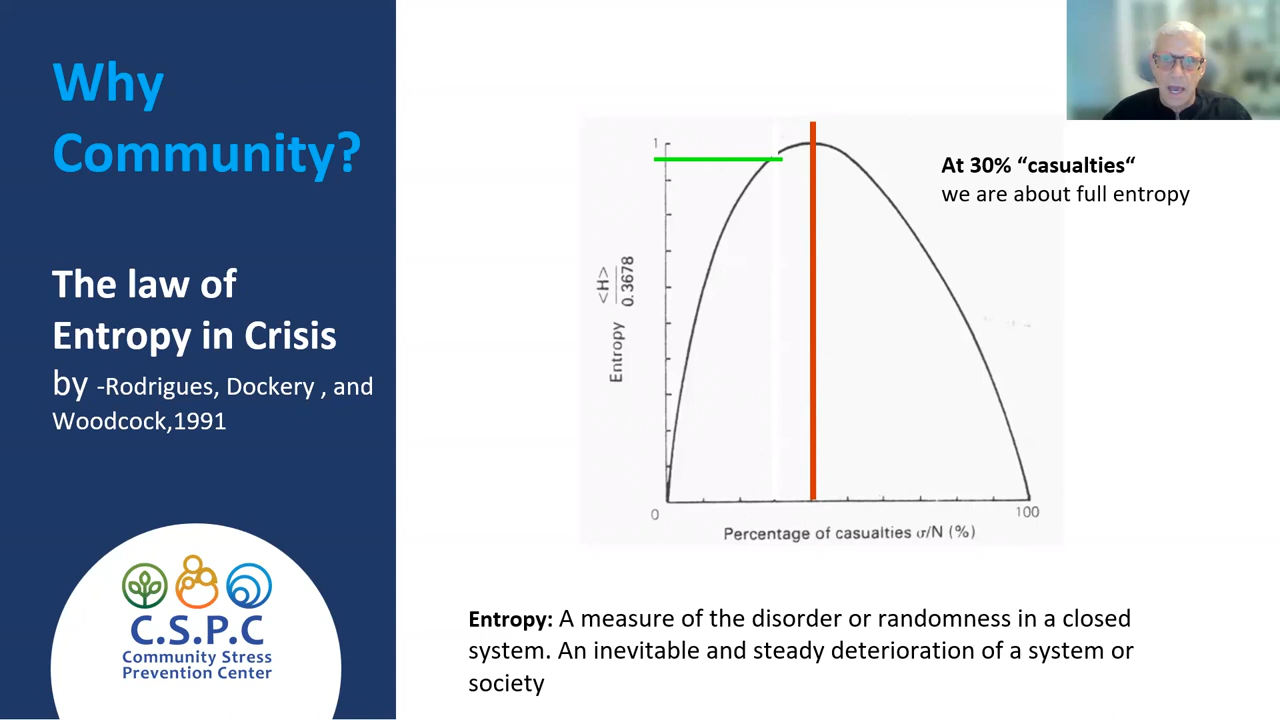 Why
Community?
The law of
Entropy in Crisis
by -Rodrigues, Dockery , and
Woodcock,1991
C.S.P.C
Community Stress
Prevention Center
1
Entropy <H>
0.3678
0
100
Percentage of casualties σ/N (%)
At 30% “casualties“
we are about full entropy
Entropy: A measure of the disorder or randomness in a closed
system. An inevitable and steady deterioration of a system or
society